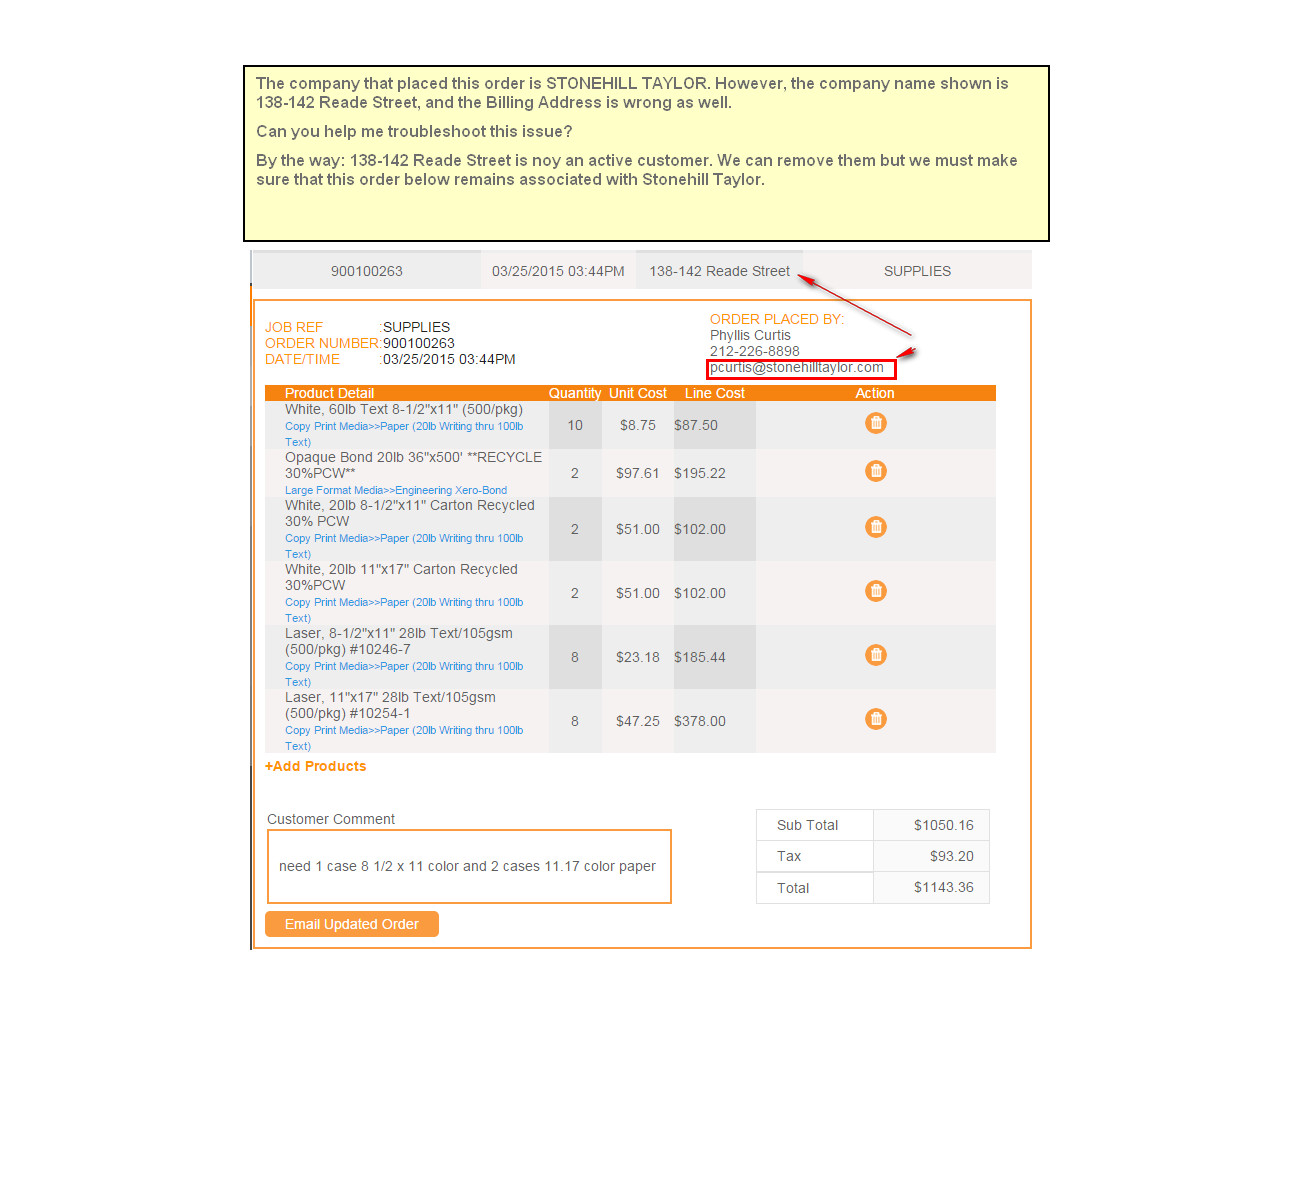 The company that placed this order is STONEHILL TAYLOR. However, the company name shown is
138-142 Reade Street, and the Billing Address is wrong as well.
Can you help me troubleshoot this issue?
By the way: 138-142 Reade Street is noy an active customer. We can remove them but we must make
sure that this order below remains associated with Stonehill Taylor.
900100263 03/25/2015 03:44PM 138-142 Reade Street SUPPLIES
ORDER PLACED BY:
JOB REF :SUPPLIES Phyllis Curtis
ORDER NUMBER:900100263 212-226-8898
DATE/TIME :03/25/2015 03:44PM pcurtis@stonehilltaylor.com
Product Detail Quantity Unit Cost Line Cost Action
White, 60lb Text 8-1/2"x11" (500/pkg)
Copy Print Media>>Paper (20lb Writing thru 100lb 10 $8.75 $87.50
Text)
Opaque Bond 20lb 36"x500' **RECYCLE
30%PCW** 2 $97.61 $195.22
Large Format Media>>Engineering Xero-Bond
White, 20lb 8-1/2"x11" Carton Recycled
30% PCW 2 $51.00 $102.00
Copy Print Media>>Paper (20lb Writing thru 100lb
Text)
White, 20lb 11"x17" Carton Recycled
30%PCW 2 $51.00 $102.00
Copy Print Media>>Paper (20lb Writing thru 100lb
Text)
Laser, 8-1/2"x11" 28lb Text/105gsm
(500/pkg) #10246-7 8 $23.18 $185.44
Copy Print Media>>Paper (20lb Writing thru 100lb
Text)
Laser, 11"x17" 28lb Text/105gsm
(500/pkg) #10254-1 8 $47.25 $378.00
Copy Print Media>>Paper (20lb Writing thru 100lb
Text)
+Add Products
Customer Comment
need 1 case 8 1/2 x 11 color and 2 cases 11.17 color paper
Sub Total $1050.16
Tax $93.20
Total $1143.36
Email Updated Order